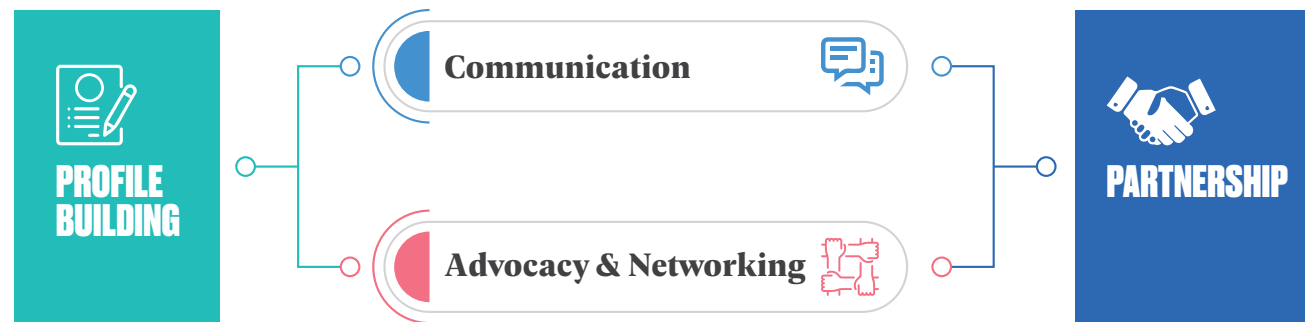 PROFILE
BUILDING
Communication
Advocacy & Networking
PARTNERSHIP